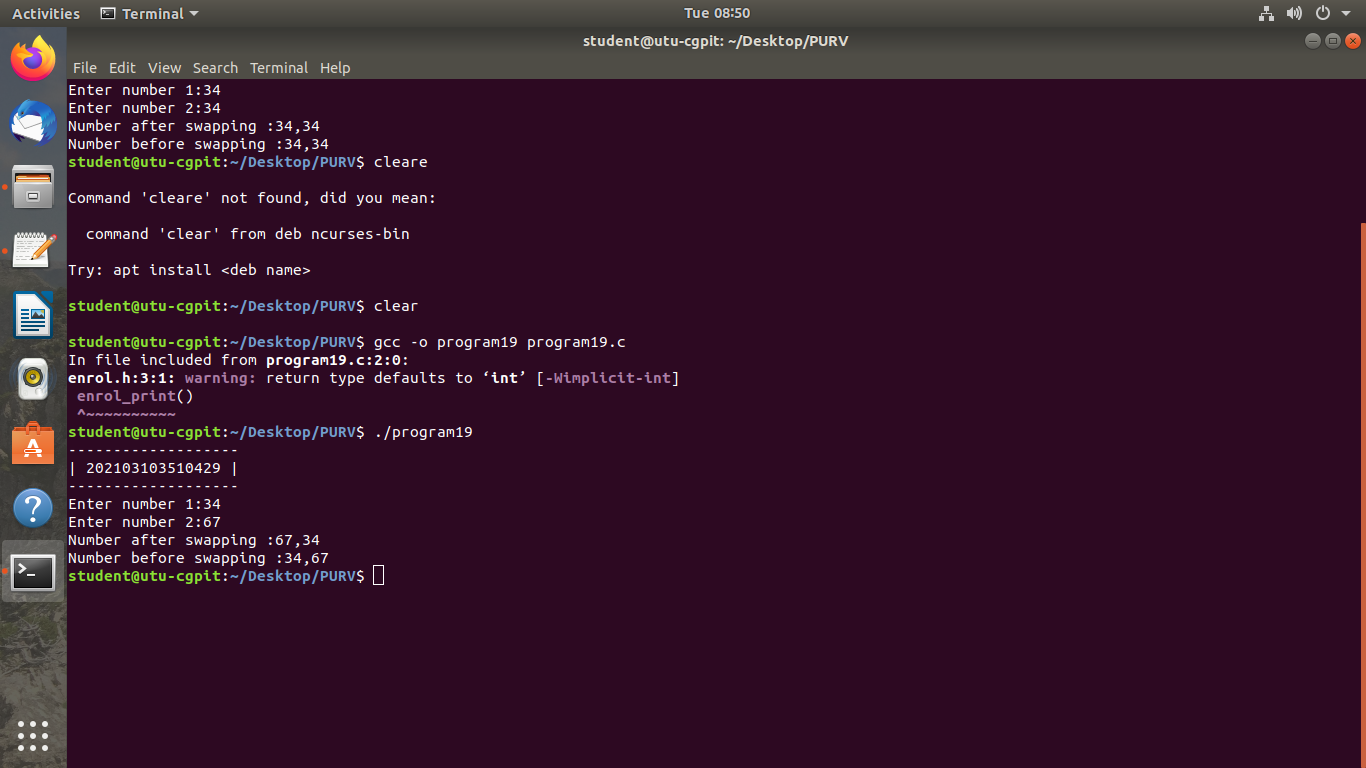 Activities Terminal Tue 08:50
student@utu-cgpit: ~/Desktop/PURV
File Edit View Search Terminal Help
Enter number 1:34
Enter number 2:34
Number after swapping :34,34
Number before swapping :34,34
student@utu-cgpit:~/Desktop/PURV$ cleare
Command 'cleare' not found, did you mean:
  command 'clear' from deb ncurses-bin
Try: apt install <deb name>
student@utu-cgpit:~/Desktop/PURV$ clear
student@utu-cgpit:~/Desktop/PURV$ gcc -o program19 program19.c
In file included from program19.c:2:0:
enrol.h:3:1: warning: return type defaults to ‘int’ [-Wimplicit-int]
 enrol_print()
 ^~~~~~~~~~~
student@utu-cgpit:~/Desktop/PURV$ ./program19
-------------------
| 202103103510429 |
-------------------
Enter number 1:34
Enter number 2:67
Number after swapping :67,34
Number before swapping :34,67
student@utu-cgpit:~/Desktop/PURV$